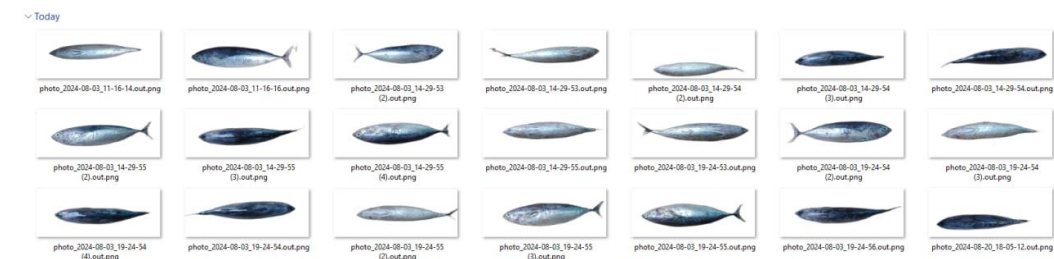 Today
photo_2024-08-03_11-16-14.out.png
photo_2024-08-03_11-16-16.out.png
photo_2024-08-03_14-29-53
(2).out.png
photo_2024-08-03_14-29-53.out.png
photo_2024-08-03_14-29-54
(2).out.png
photo_2024-08-03_14-29-54
(3).out.png
photo_2024-08-03_14-29-54.out.png
photo_2024-08-03_14-29-55
(2).out.png
photo_2024-08-03_14-29-55
(3).out.png
photo_2024-08-03_14-29-55
(4).out.png
photo_2024-08-03_14-29-55.out.png
photo_2024-08-03_19-24-53.out.png
photo_2024-08-03_19-24-54
(2).out.png
photo_2024-08-03_19-24-54
(3).out.png
photo_2024-08-03_19-24-54
(4).out.png
photo_2024-08-03_19-24-54.out.png
photo_2024-08-03_19-24-55
(2).out.png
photo_2024-08-03_19-24-55
(3).out.png
photo_2024-08-03_19-24-55.out.png
photo_2024-08-03_19-24-56.out.png
photo_2024-08-20_18-05-12.out.png